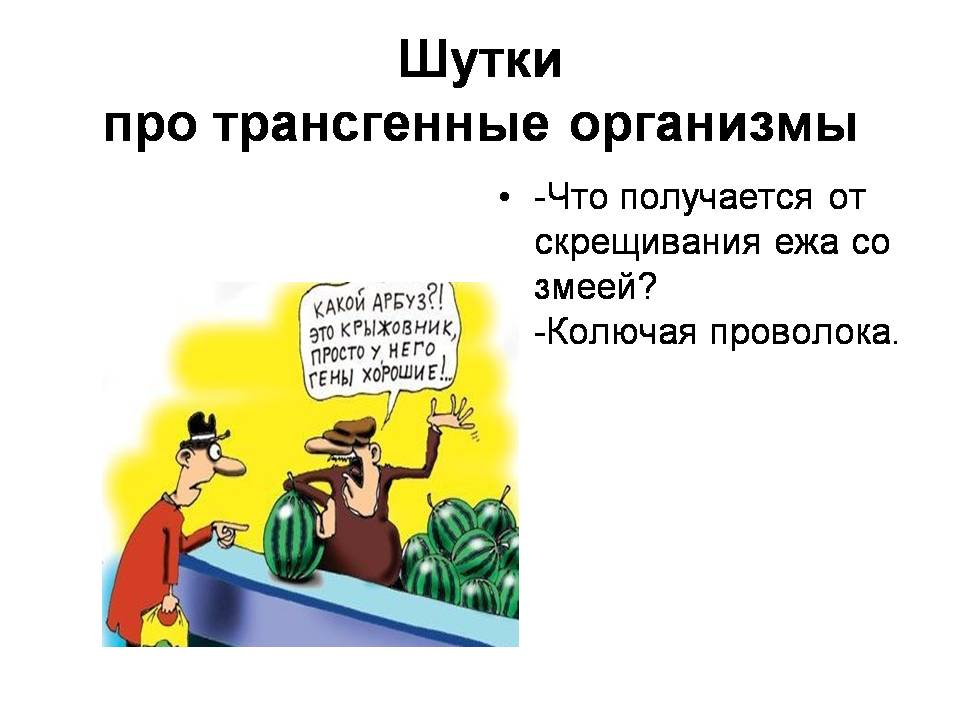 Шутки
про трансгенные организмы
• -Что получается от
скрещивания ежа со
змеей?
-Колючая проволока.
КАКОЙ АРБУЗ?!
ЭТО КРЫЖОВНИК,
ПРОСТО У НЕГО
ГЕНЫ ХОРОШИЕ!..